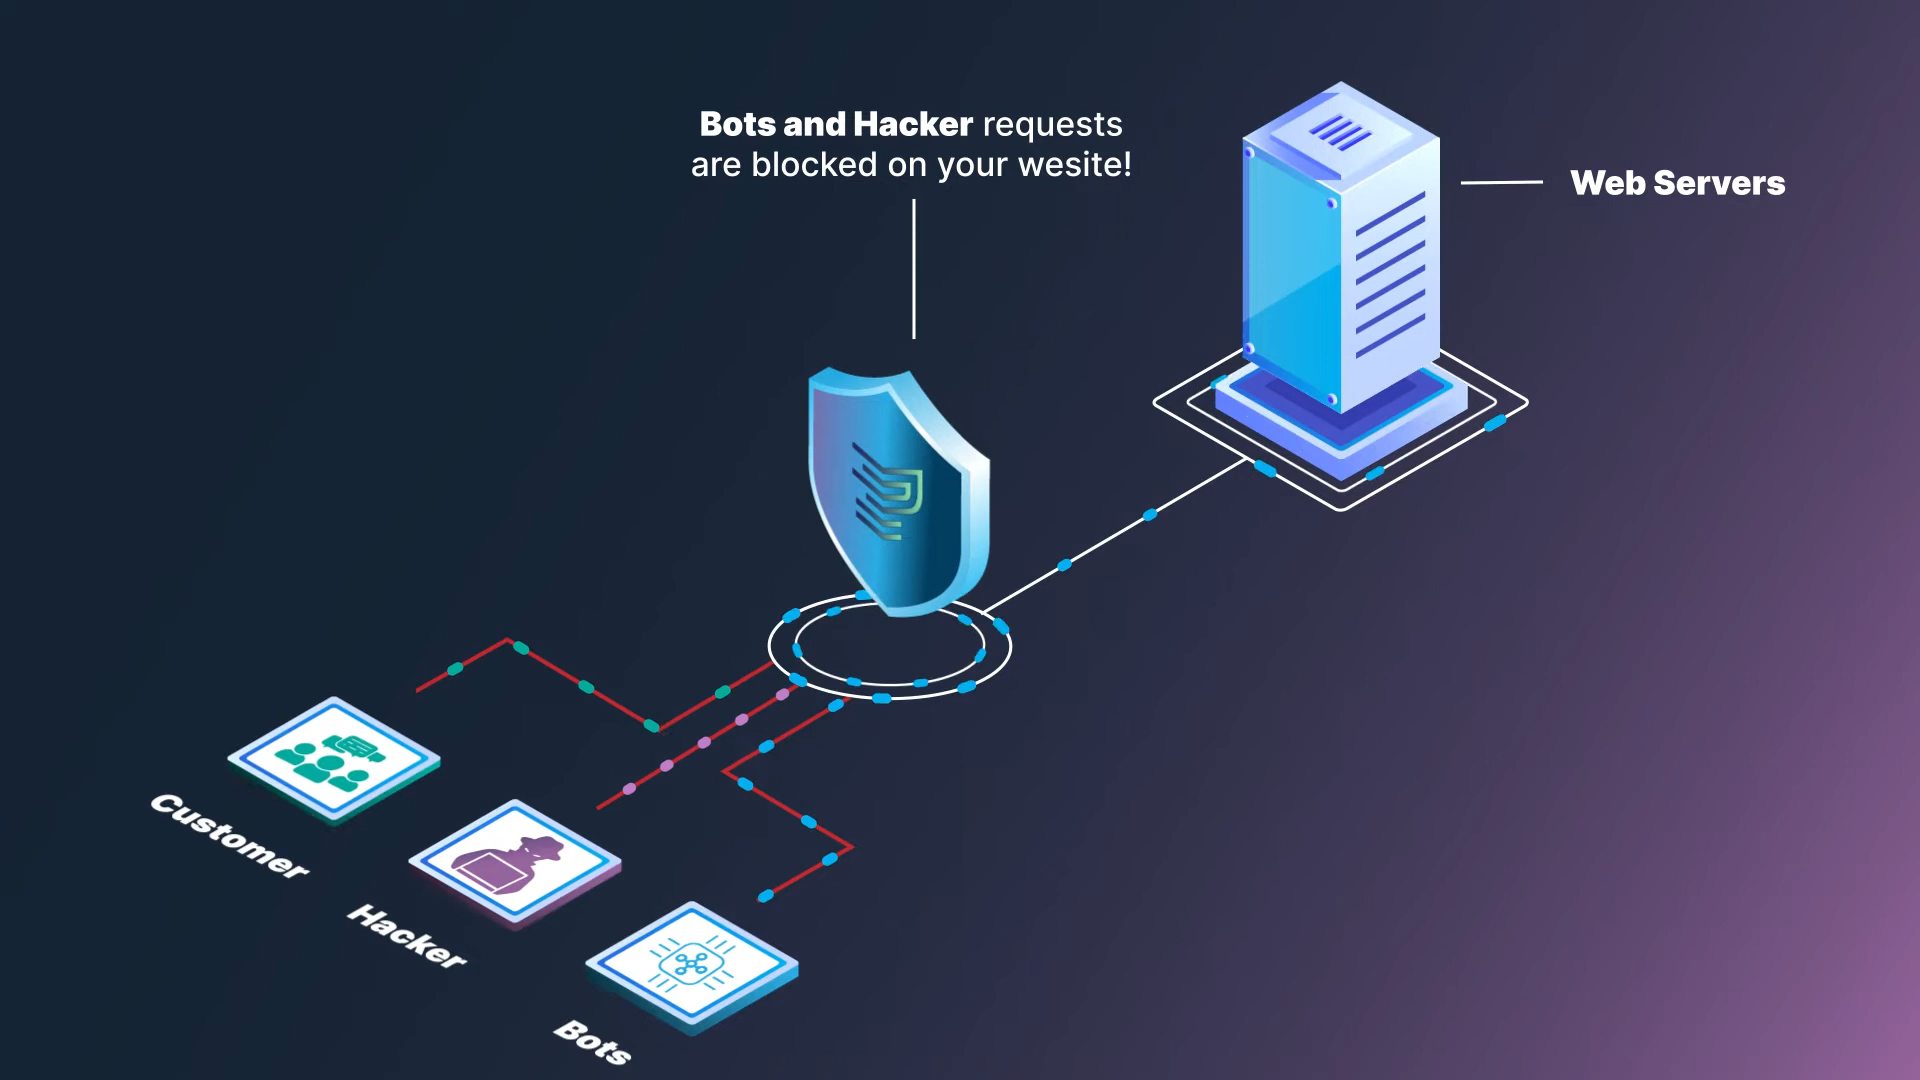 Bots and Hacker requests
are blocked on your wesite!
Web Servers
Customer
Hacker
Bots